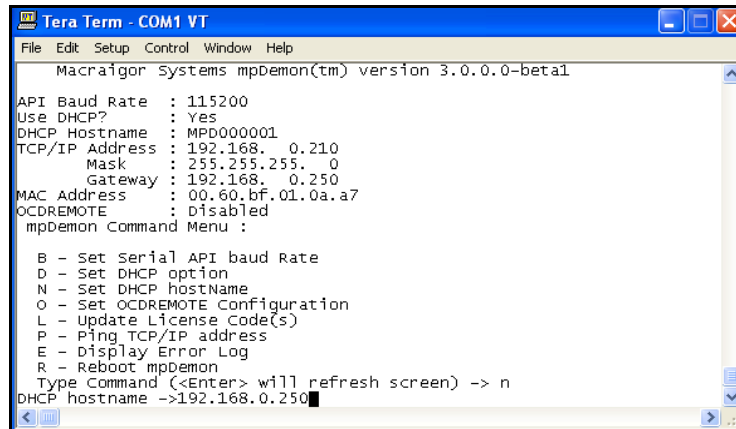 Tera Term - COM1 VT
File Edit Setup Control Window Help
Macraigor Systems mpDemon(tm) version 3.0.0.0-beta1
API Baud Rate : 115200
Use DHCP? : Yes
DHCP Hostname : MPD000001
TCP/IP Address : 192.168. 0.210
Mask : 255.255.255. 0
Gateway : 192.168. 0.250
MAC Address : 00.60.bf.01.0a.a7
OCDREMOTE : Disabled
mpDemon Command Menu :
B - Set Serial API baud Rate
D - Set DHCP option
N - Set DHCP hostName
O - Set OCDREMOTE Configuration
L - Update License Code(s)
P - Ping TCP/IP address
E - Display Error Log
R - Reboot mpDemon
Type Command (<Enter> will refresh screen) -> n
DHCP hostname ->192.168.0.250